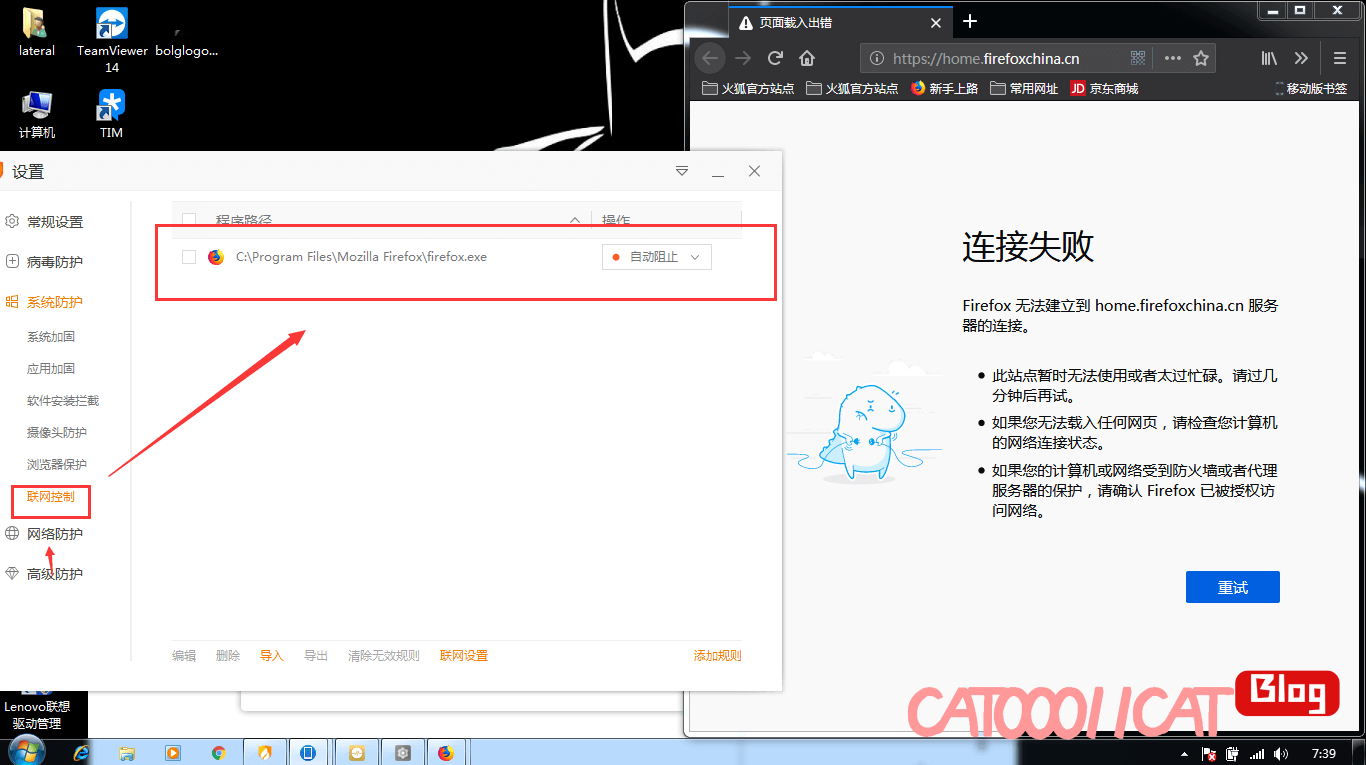 lateral
TeamViewer 14
bolglogo...
计算机
TIM
页面载入出错
https://home.firefoxchina.cn
火狐官方站点
火狐官方站点
新手上路
常用网址
JD 京东商城
移动版书签
设置
常规设置
病毒防护
系统防护
系统加固
应用加固
软件安装拦截
摄像头防护
浏览器保护
联网控制
网络防护
高级防护
程序路径
操作
C:\Program Files\Mozilla Firefox\firefox.exe
自动阻止
编辑
删除
导入
导出
清除无效规则
联网设置
添加规则
连接失败
Firefox 无法建立到 home.firefoxchina.cn 服务
器的连接。
此站点暂时无法使用或者太过忙碌。请过几
分钟后再试。
如果您无法载入任何网页，请检查您计算机
的网络连接状态。
如果您的计算机或网络受到防火墙或者代理
服务器的保护，请确认 Firefox 已被授权访
问网络。
重试
Lenovo联想
驱动管理
CAT00011CAT
Blog
7:39